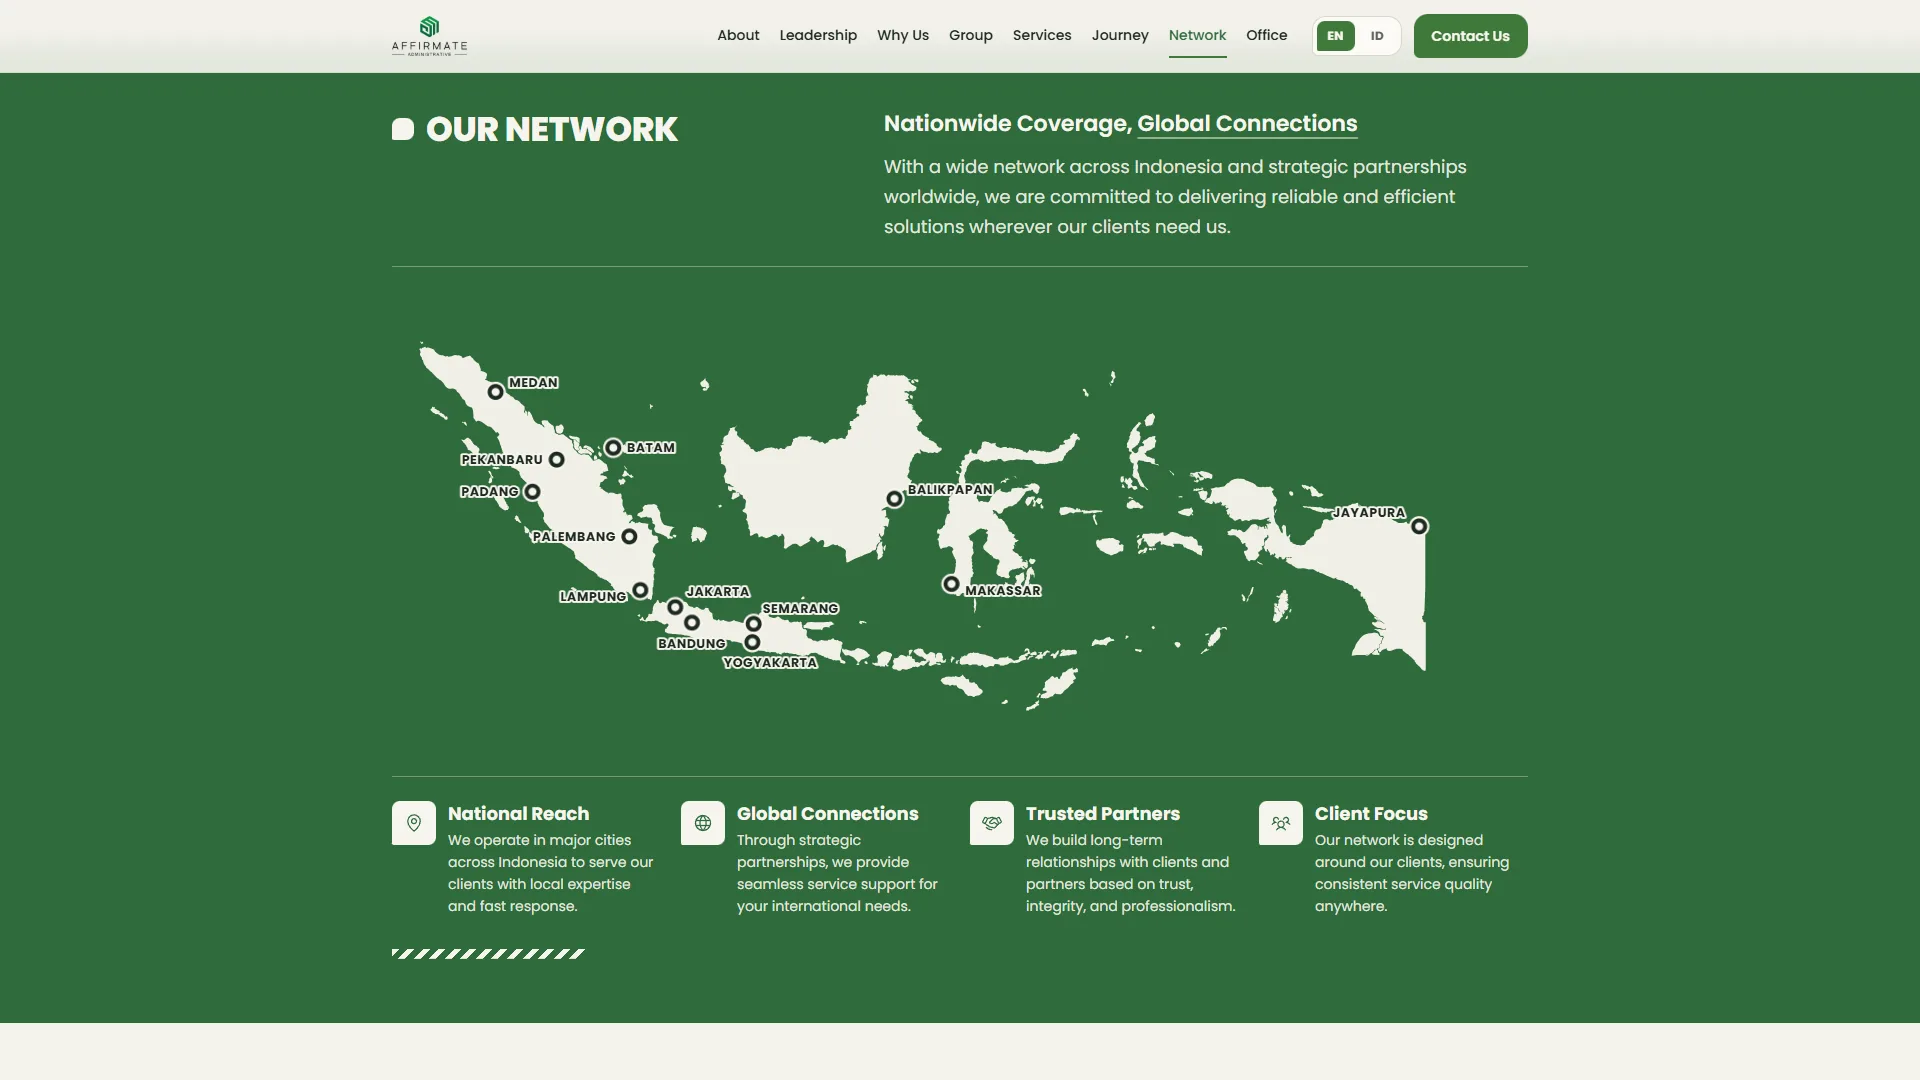 AFFIRMATE
ADMINISTRATIVE
About
Leadership
Why Us
Group
Services
Journey
Network
Office
EN
ID
Contact Us
OUR NETWORK
Nationwide Coverage, Global Connections
With a wide network across Indonesia and strategic partnerships
worldwide, we are committed to delivering reliable and efficient
solutions wherever our clients need us.
MEDAN
BATAM
PEKANBARU
PADANG
BALIKPAPAN
JAYAPURA
PALEMBANG
LAMPUNG
JAKARTA
MAKASSAR
SEMARANG
BANDUNG
YOGYAKARTA
National Reach
We operate in major cities
across Indonesia to serve our
clients with local expertise
and fast response.
Global Connections
Through strategic
partnerships, we provide
seamless service support for
your international needs.
Trusted Partners
We build long-term
relationships with clients and
partners based on trust,
integrity, and professionalism.
Client Focus
Our network is designed
around our clients, ensuring
consistent service quality
anywhere.